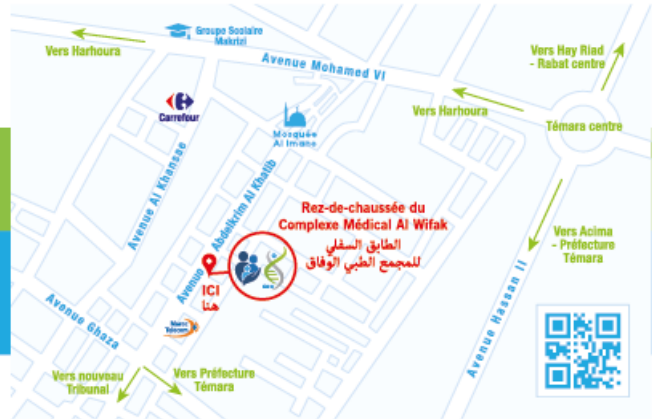 Groupe Scolaire
Makrizi
Vers Harhoura
Avenue Mohamed VI
Vers Hay Riad
- Rabat centre
Carrefour
Vers Harhoura
Témara centre
Mosquée
Al Imane
Avenue Al Khansae
Avenue Abdelkrim Al Khatib
Rez-de-chaussée du
Complexe Médical Al Wifak
الطابق السفلي
للمجمع الطبي الوفاق
Vers Acima
- Préfecture
Témara
ICI
هنا
Avenue Hassan II
Avenue Ghaza
Maroc
Telecom
Vers nouveau
Tribunal
Vers Préfecture
Témara